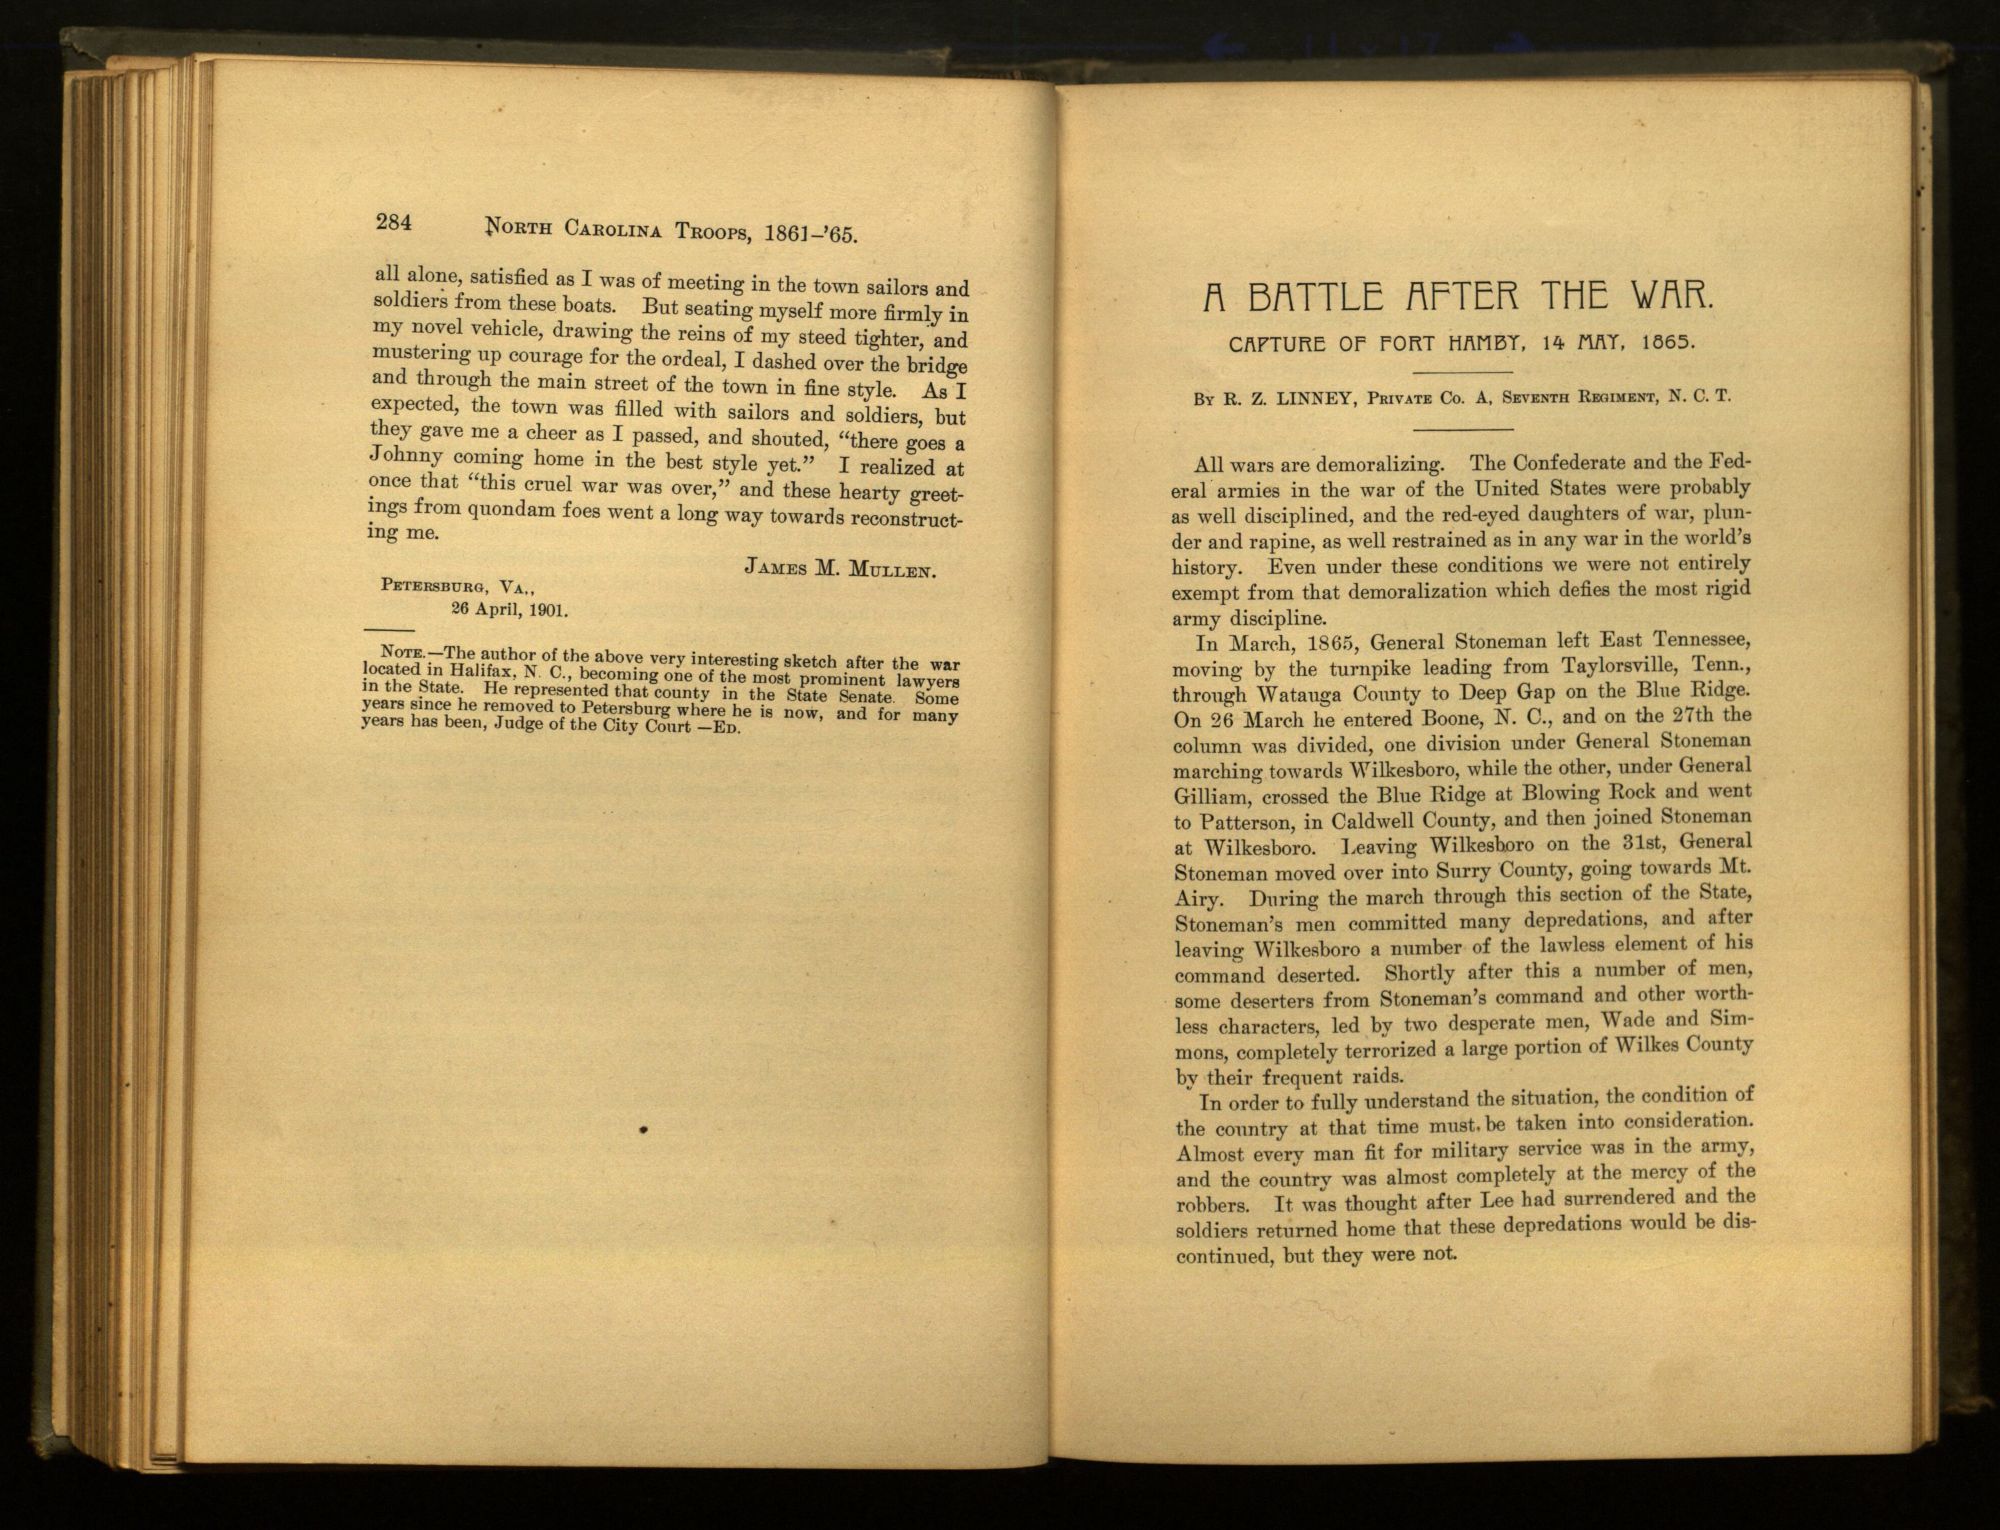 284 NORTH CAROLINA TROOPS, 1861–'65.
all alone, satisfied as I was of meeting in the town sailors and
soldiers from these boats. But seating myself more firmly in
my novel vehicle, drawing the reins of my steed tighter, and
mustering up courage for the ordeal, I dashed over the bridge
and through the main street of the town in fine style. As I
expected, the town was filled with sailors and soldiers, but
they gave me a cheer as I passed, and shouted, “there goes a
Johnny coming home in the best style yet.” I realized at
once that “this cruel war was over,” and these hearty greet-
ings from quondam foes went a long way towards reconstruct-
ing me.
JAMES M. MULLEN.
PETERSBURG, VA.,
26 April, 1901.
NOTE.—The author of the above very interesting sketch after the war
located in Halifax, N. C., becoming one of the most prominent lawyers
in the State. He represented that county in the State Senate. Some
years since he removed to Petersburg where he is now, and for many
years has been, Judge of the City Court —ED.
A BATTLE AFTER THE WAR.
CAPTURE OF FORT HAMBY, 14 MAY, 1865.
BY R. Z. LINNEY, PRIVATE CO. A, SEVENTH REGIMENT, N. C. T.
All wars are demoralizing. The Confederate and the Fed-
eral armies in the war of the United States were probably
as well disciplined, and the red-eyed daughters of war, plun-
der and rapine, as well restrained as in any war in the world's
history. Even under these conditions we were not entirely
exempt from that demoralization which defies the most rigid
army discipline.
In March, 1865, General Stoneman left East Tennessee,
moving by the turnpike leading from Taylorsville, Tenn.,
through Watauga County to Deep Gap on the Blue Ridge.
On 26 March he entered Boone, N. C., and on the 27th the
column was divided, one division under General Stoneman
marching towards Wilkesboro, while the other, under General
Gilliam, crossed the Blue Ridge at Blowing Rock and went
to Patterson, in Caldwell County, and then joined Stoneman
at Wilkesboro. Leaving Wilkesboro on the 31st, General
Stoneman moved over into Surry County, going towards Mt.
Airy. During the march through this section of the State,
Stoneman's men committed many depredations, and after
leaving Wilkesboro a number of the lawless element of his
command deserted. Shortly after this a number of men,
some deserters from Stoneman's command and other worth-
less characters, led by two desperate men, Wade and Sim-
mons, completely terrorized a large portion of Wilkes County
by their frequent raids.
In order to fully understand the situation, the condition of
the country at that time must. be taken into consideration.
Almost every man fit for military service was in the army,
and the country was almost completely at the mercy of the
robbers. It was thought after Lee had surrendered and the
soldiers returned home that these depredations would be dis-
continued, but they were not.